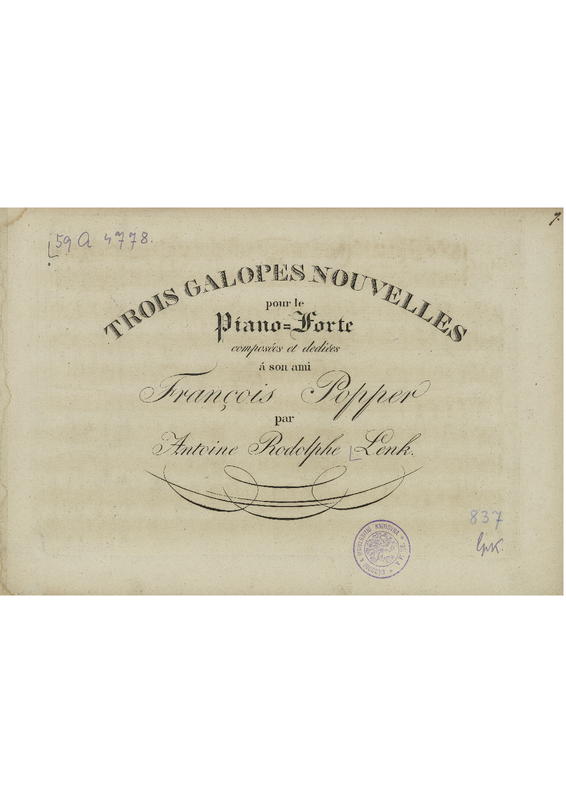 7.
59 A 4778.
TROIS GALOPES NOUVELLES
pour le
Piano=Forte
composées et dediées
á son ami
François Popper
par
Antoine Rodolphe Lenk.
837